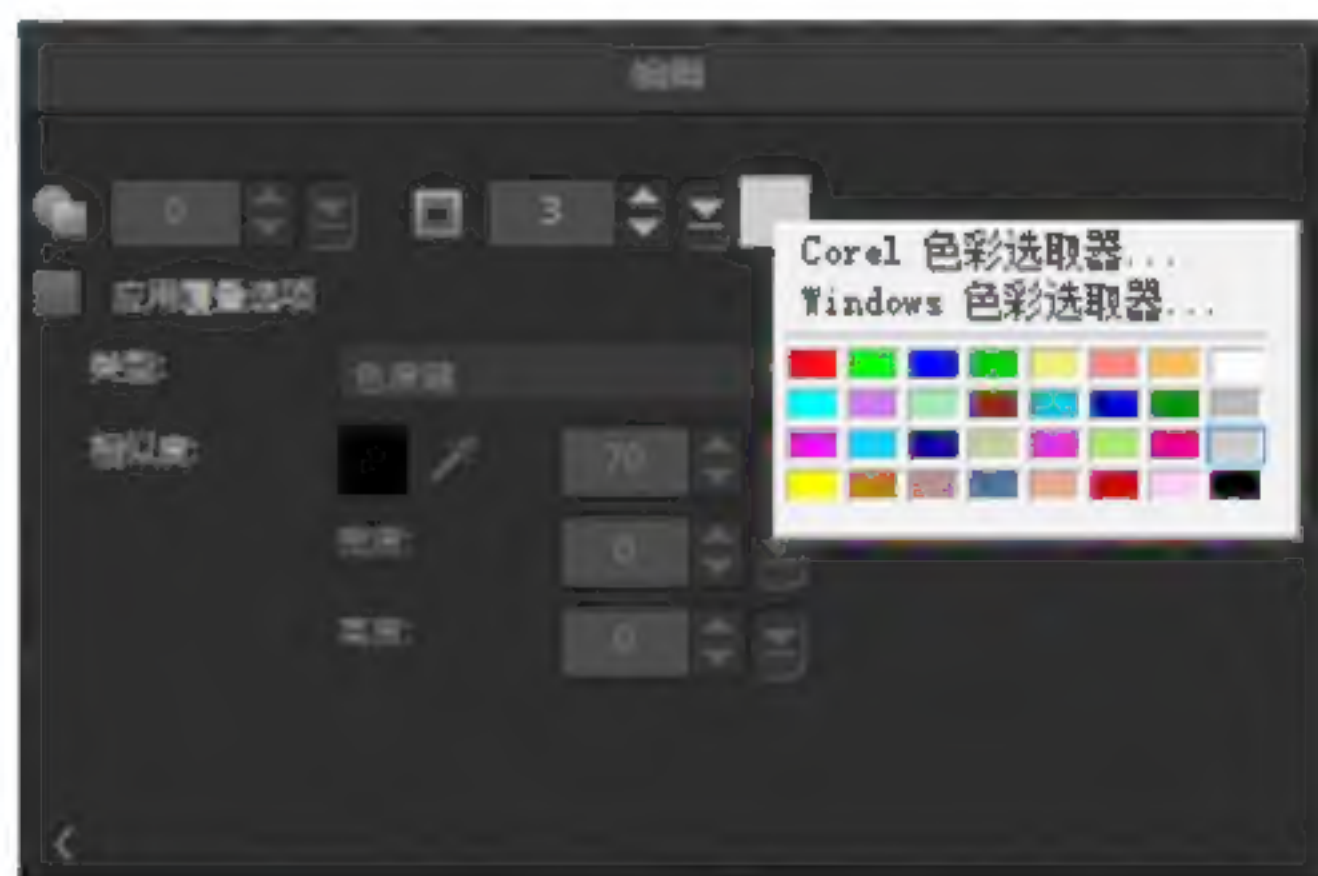 编辑
0 3
Corel 色彩选取器...
Windows 色彩选取器...
应用覆叠选项
类型:
色度键
相似度:
70
宽度:
0
高度:
0